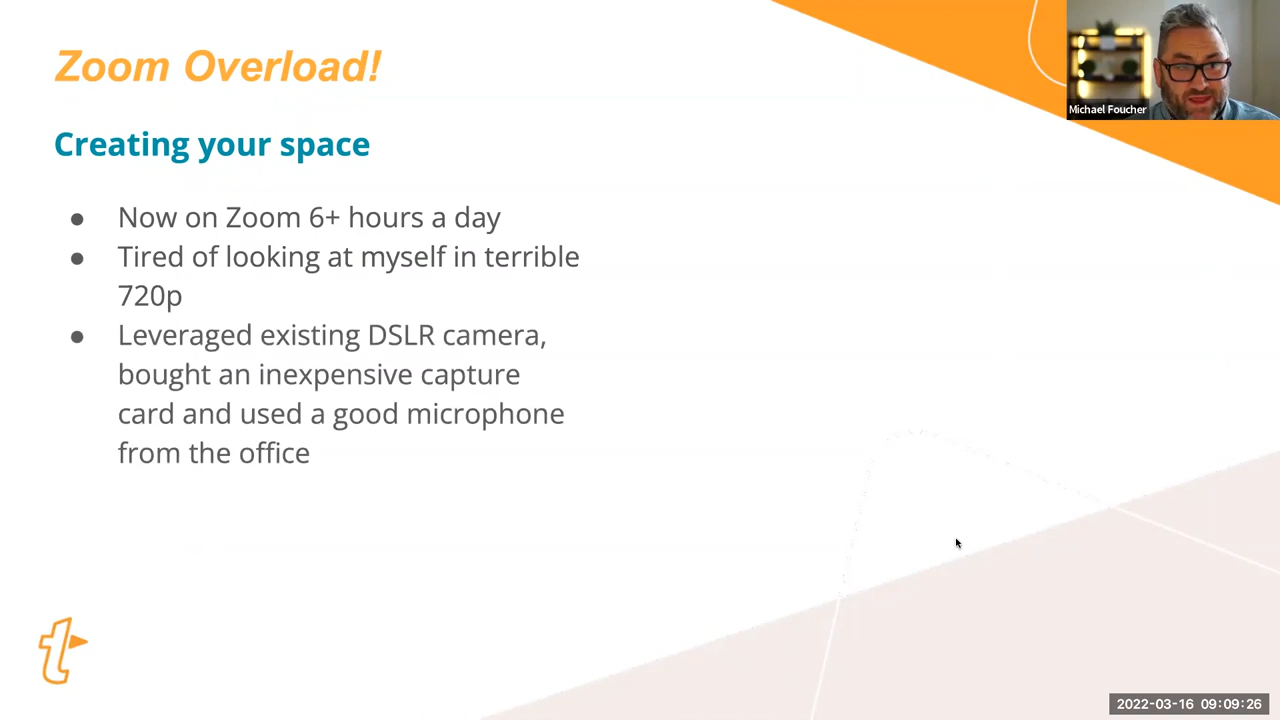 Zoom Overload!
Michael Foucher
Creating your space
● Now on Zoom 6+ hours a day
● Tired of looking at myself in terrible
720p
● Leveraged existing DSLR camera,
bought an inexpensive capture
card and used a good microphone
from the office
t
2022-03-16 09:09:26